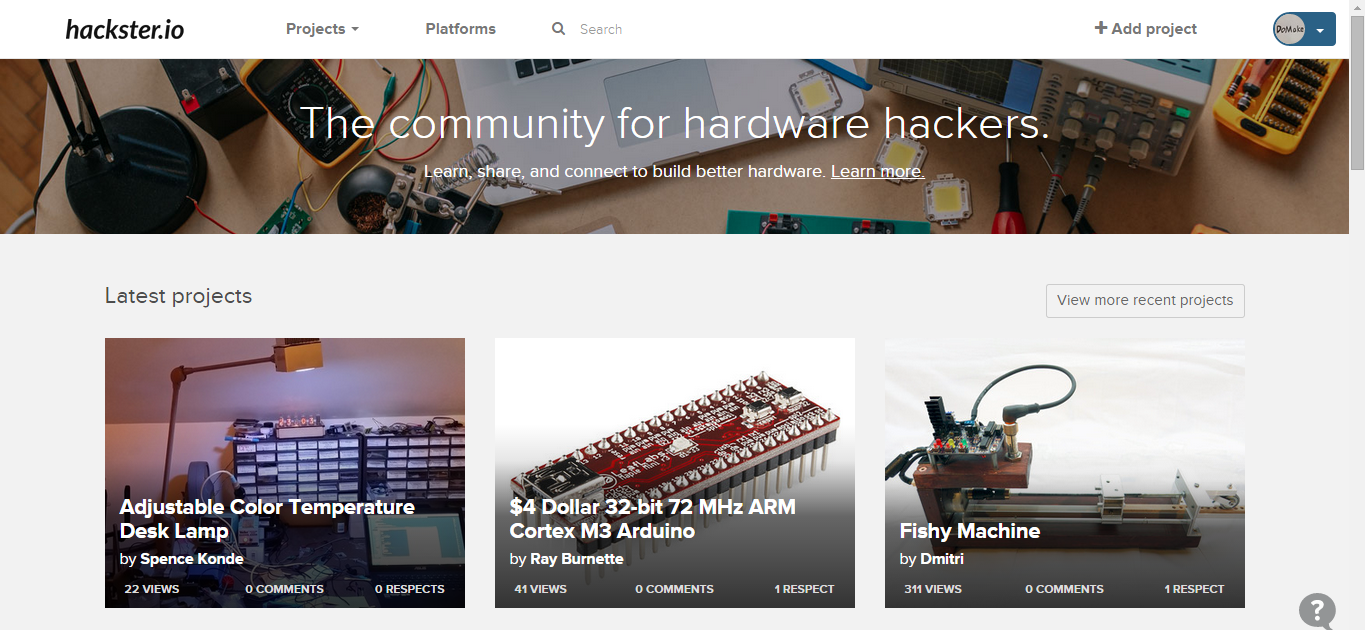 hackster.io
Projects
Platforms
Search
+ Add project
DoMake
The community for hardware hackers.
Learn, share, and connect to build better hardware. Learn more.
Latest projects
View more recent projects
Adjustable Color Temperature
Desk Lamp
by Spence Konde
22 VIEWS
0 COMMENTS
0 RESPECTS
LeafLabs
$4 Dollar 32-bit 72 MHz ARM
Cortex M3 Arduino
by Ray Burnette
41 VIEWS
0 COMMENTS
1 RESPECT
Fishy Machine
by Dmitri
311 VIEWS
0 COMMENTS
1 RESPECT
?